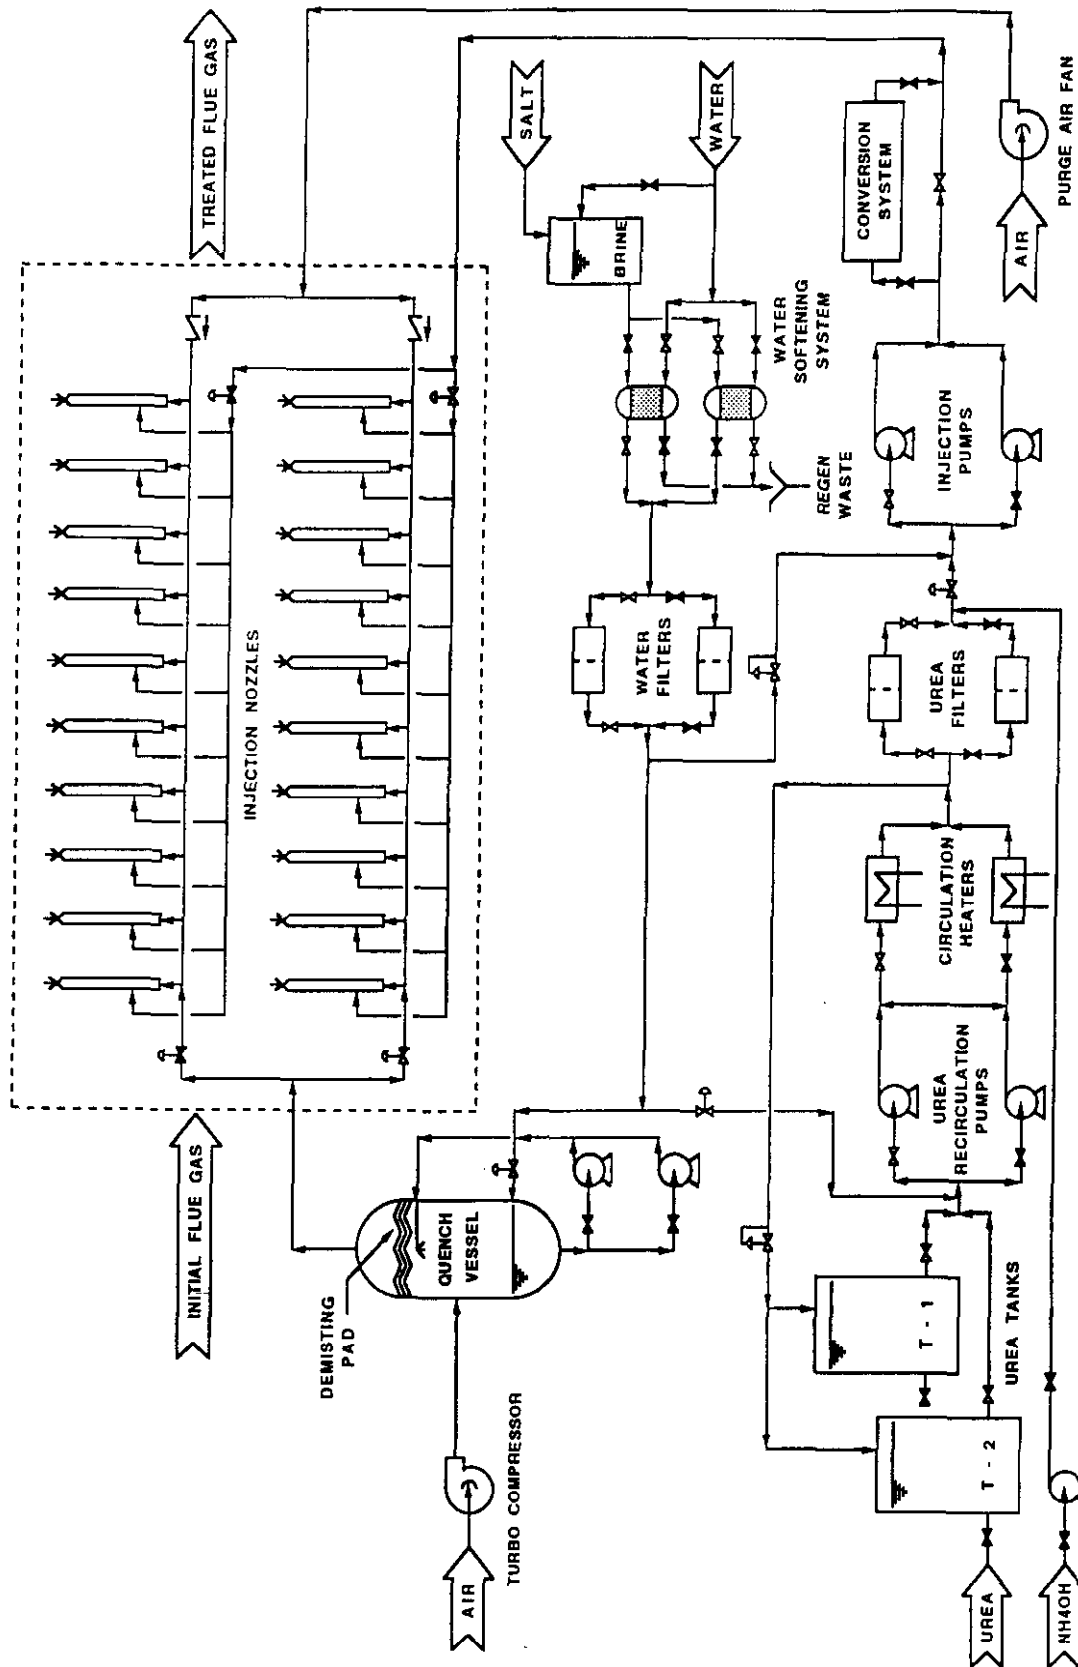 INITIAL FLUE GAS
TREATED FLUE GAS
INJECTION NOZZLES
AIR
TURBO COMPRESSOR
DEMISTING
PAD
QUENCH
VESSEL
SALT
WATER
BRINE
WATER
SOFTENING
SYSTEM
REGEN
WASTE
WATER
FILTERS
UREA
NH4OH
T - 2
T - 1
UREA TANKS
UREA
RECIRCULATION
PUMPS
CIRCULATION
HEATERS
UREA
FILTERS
INJECTION
PUMPS
CONVERSION
SYSTEM
AIR
PURGE AIR FAN